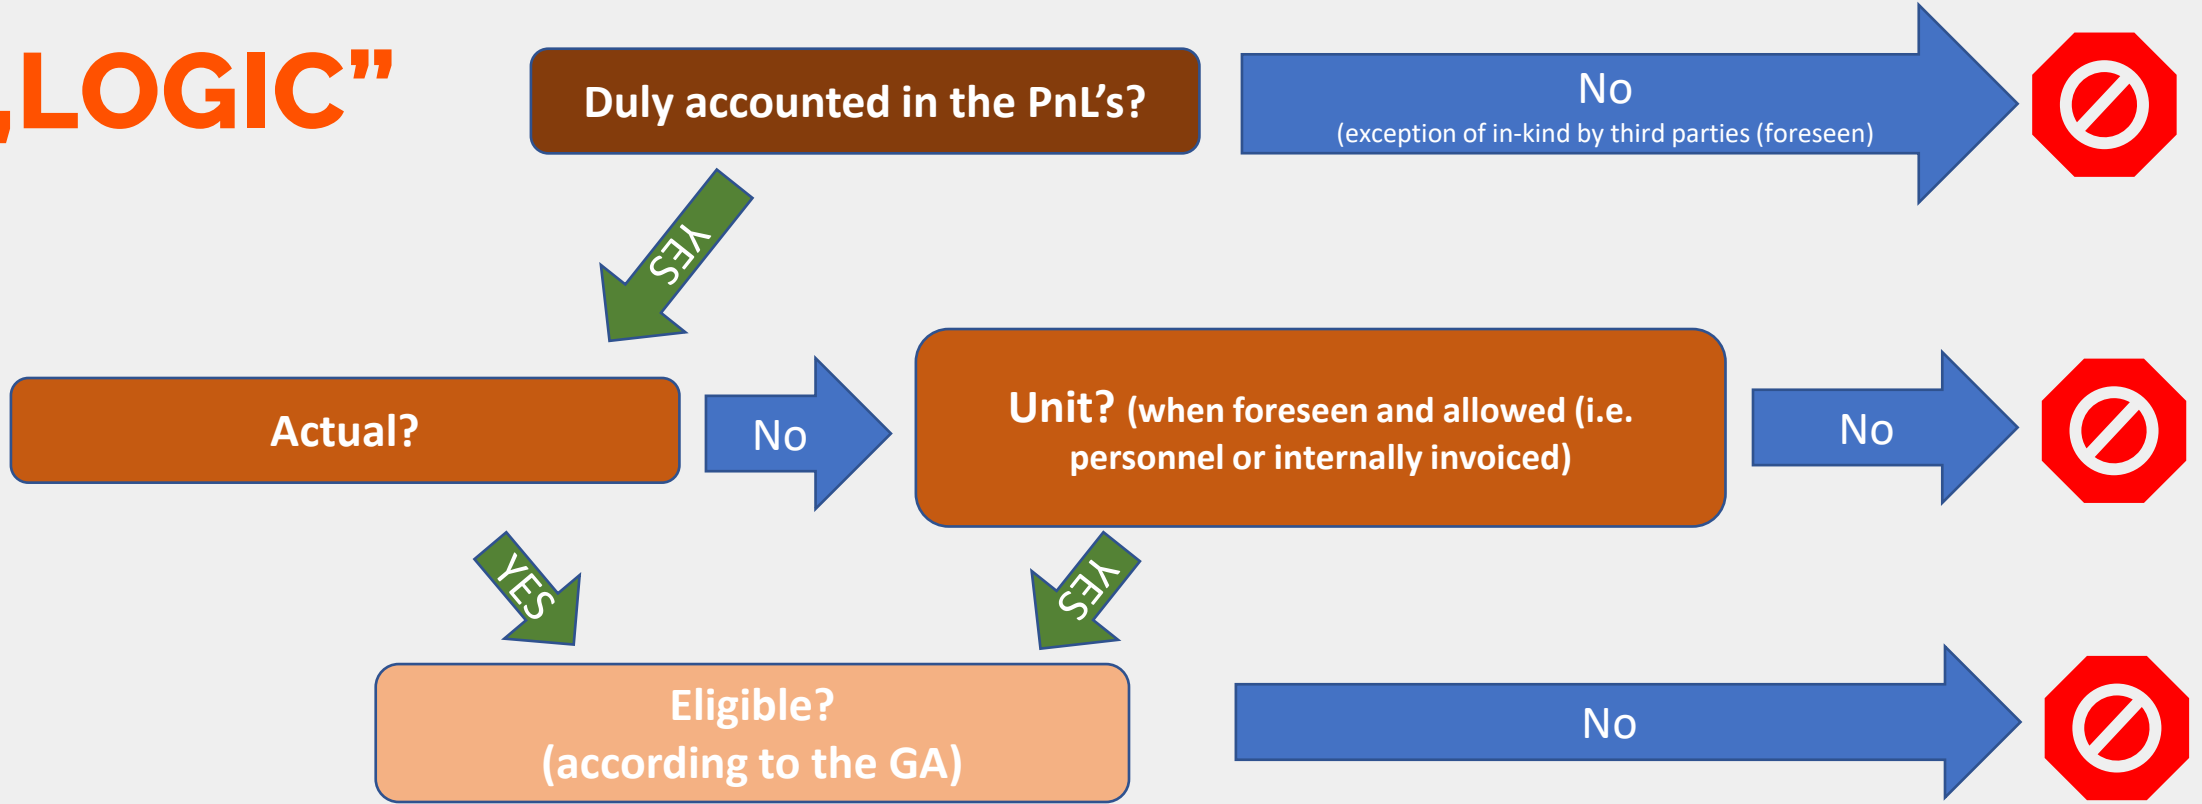 „LOGIC”
Duly accounted in the PnL’s?
No
(exception of in-kind by third parties (foreseen)
YES
Actual?
No
Unit? (when foreseen and allowed (i.e.
personnel or internally invoiced)
No
YES
YES
Eligible?
(according to the GA)
No